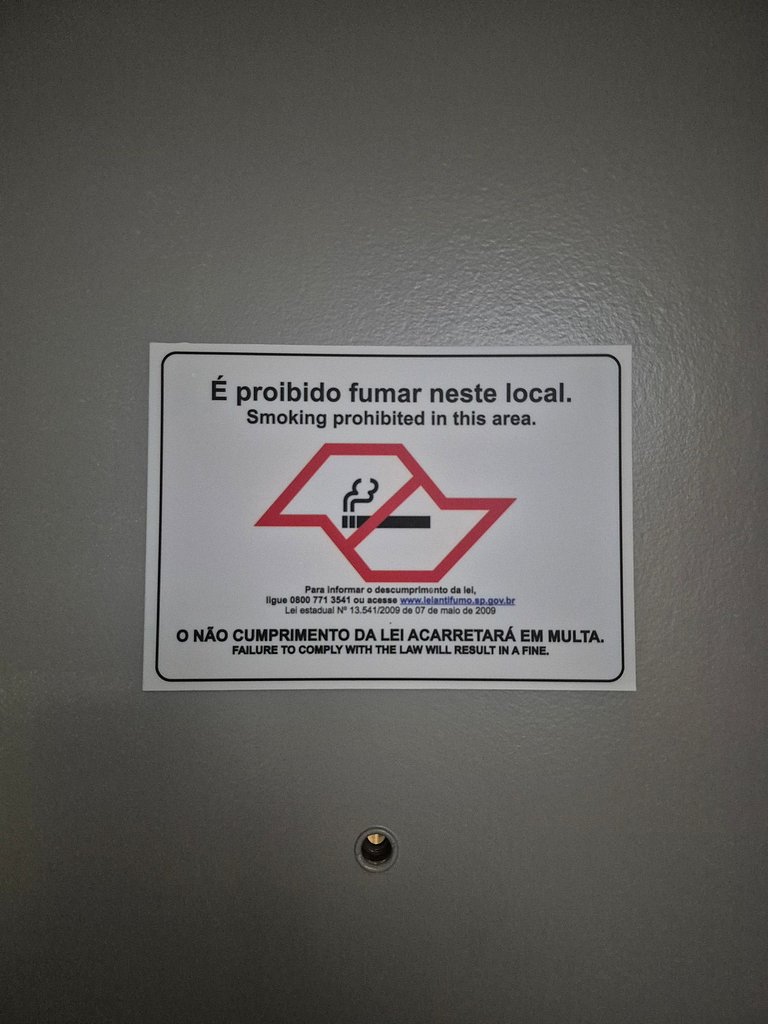 É proibido fumar neste local.
Smoking prohibited in this area.
Para informar o descumprimento da lei,
ligue 0800 771 3541 ou acesse www.leiantifumo.sp.gov.br
Lei estadual Nº 13.541/2009 de 07 de maio de 2009
O NÃO CUMPRIMENTO DA LEI ACARRETARÁ EM MULTA.
FAILURE TO COMPLY WITH THE LAW WILL RESULT IN A FINE.